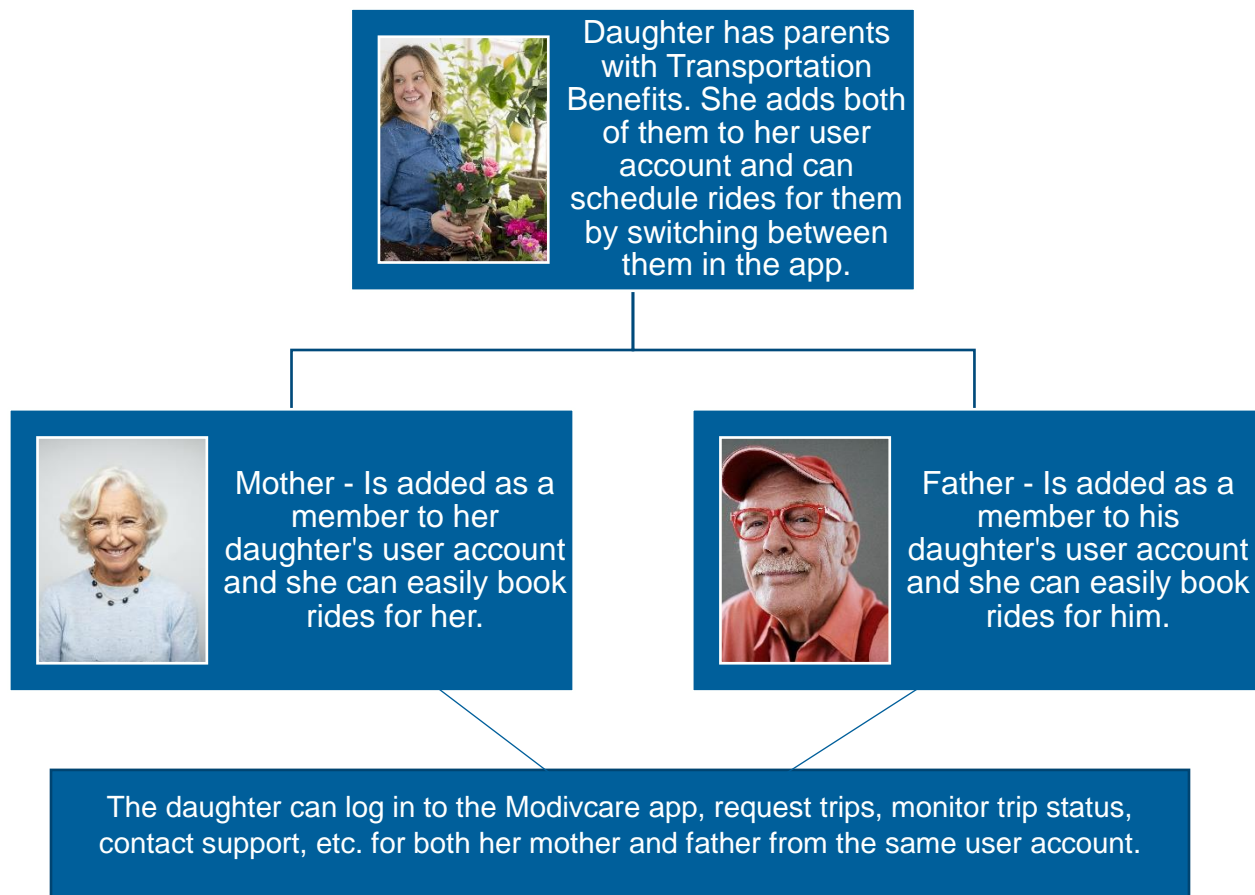 Daughter has parents
with Transportation
Benefits. She adds both
of them to her user
account and can
schedule rides for them
by switching between
them in the app.
Mother - Is added as a
member to her
daughter's user account
and she can easily book
rides for her.
Father - Is added as a
member to his
daughter's user account
and she can easily book
rides for him.
The daughter can log in to the Modivcare app, request trips, monitor trip status,
contact support, etc. for both her mother and father from the same user account.